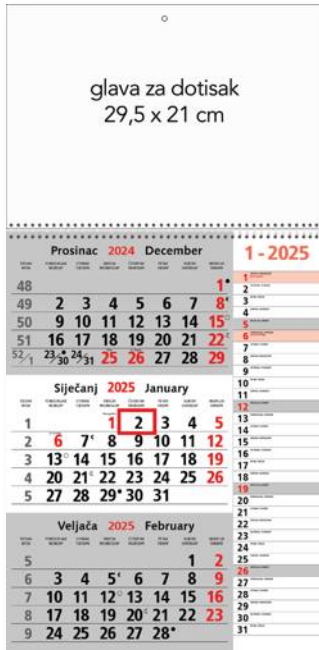 glava za dotisak
29,5 x 21 cm
Prosinac 2024 December
48 1
49 2 3 4 5 6 7 8
50 9 10 11 12 13 14 15
51 16 17 18 19 20 21 22
52/1 23/30 24/31 25 26 27 28 29
Siječanj 2025 January
1 1 2 3 4 5
2 6 7 8 9 10 11 12
3 13 14 15 16 17 18 19
4 20 21 22 23 24 25 26
5 27 28 29 30 31
Veljača 2025 February
5 1 2
6 3 4 5 6 7 8 9
7 10 11 12 13 14 15 16
8 17 18 19 20 21 22 23
9 24 25 26 27 28
1 - 2025
1
2
3
4
5
6
7
8
9
10
11
12
13
14
15
16
17
18
19
20
21
22
23
24
25
26
27
28
29
30
31